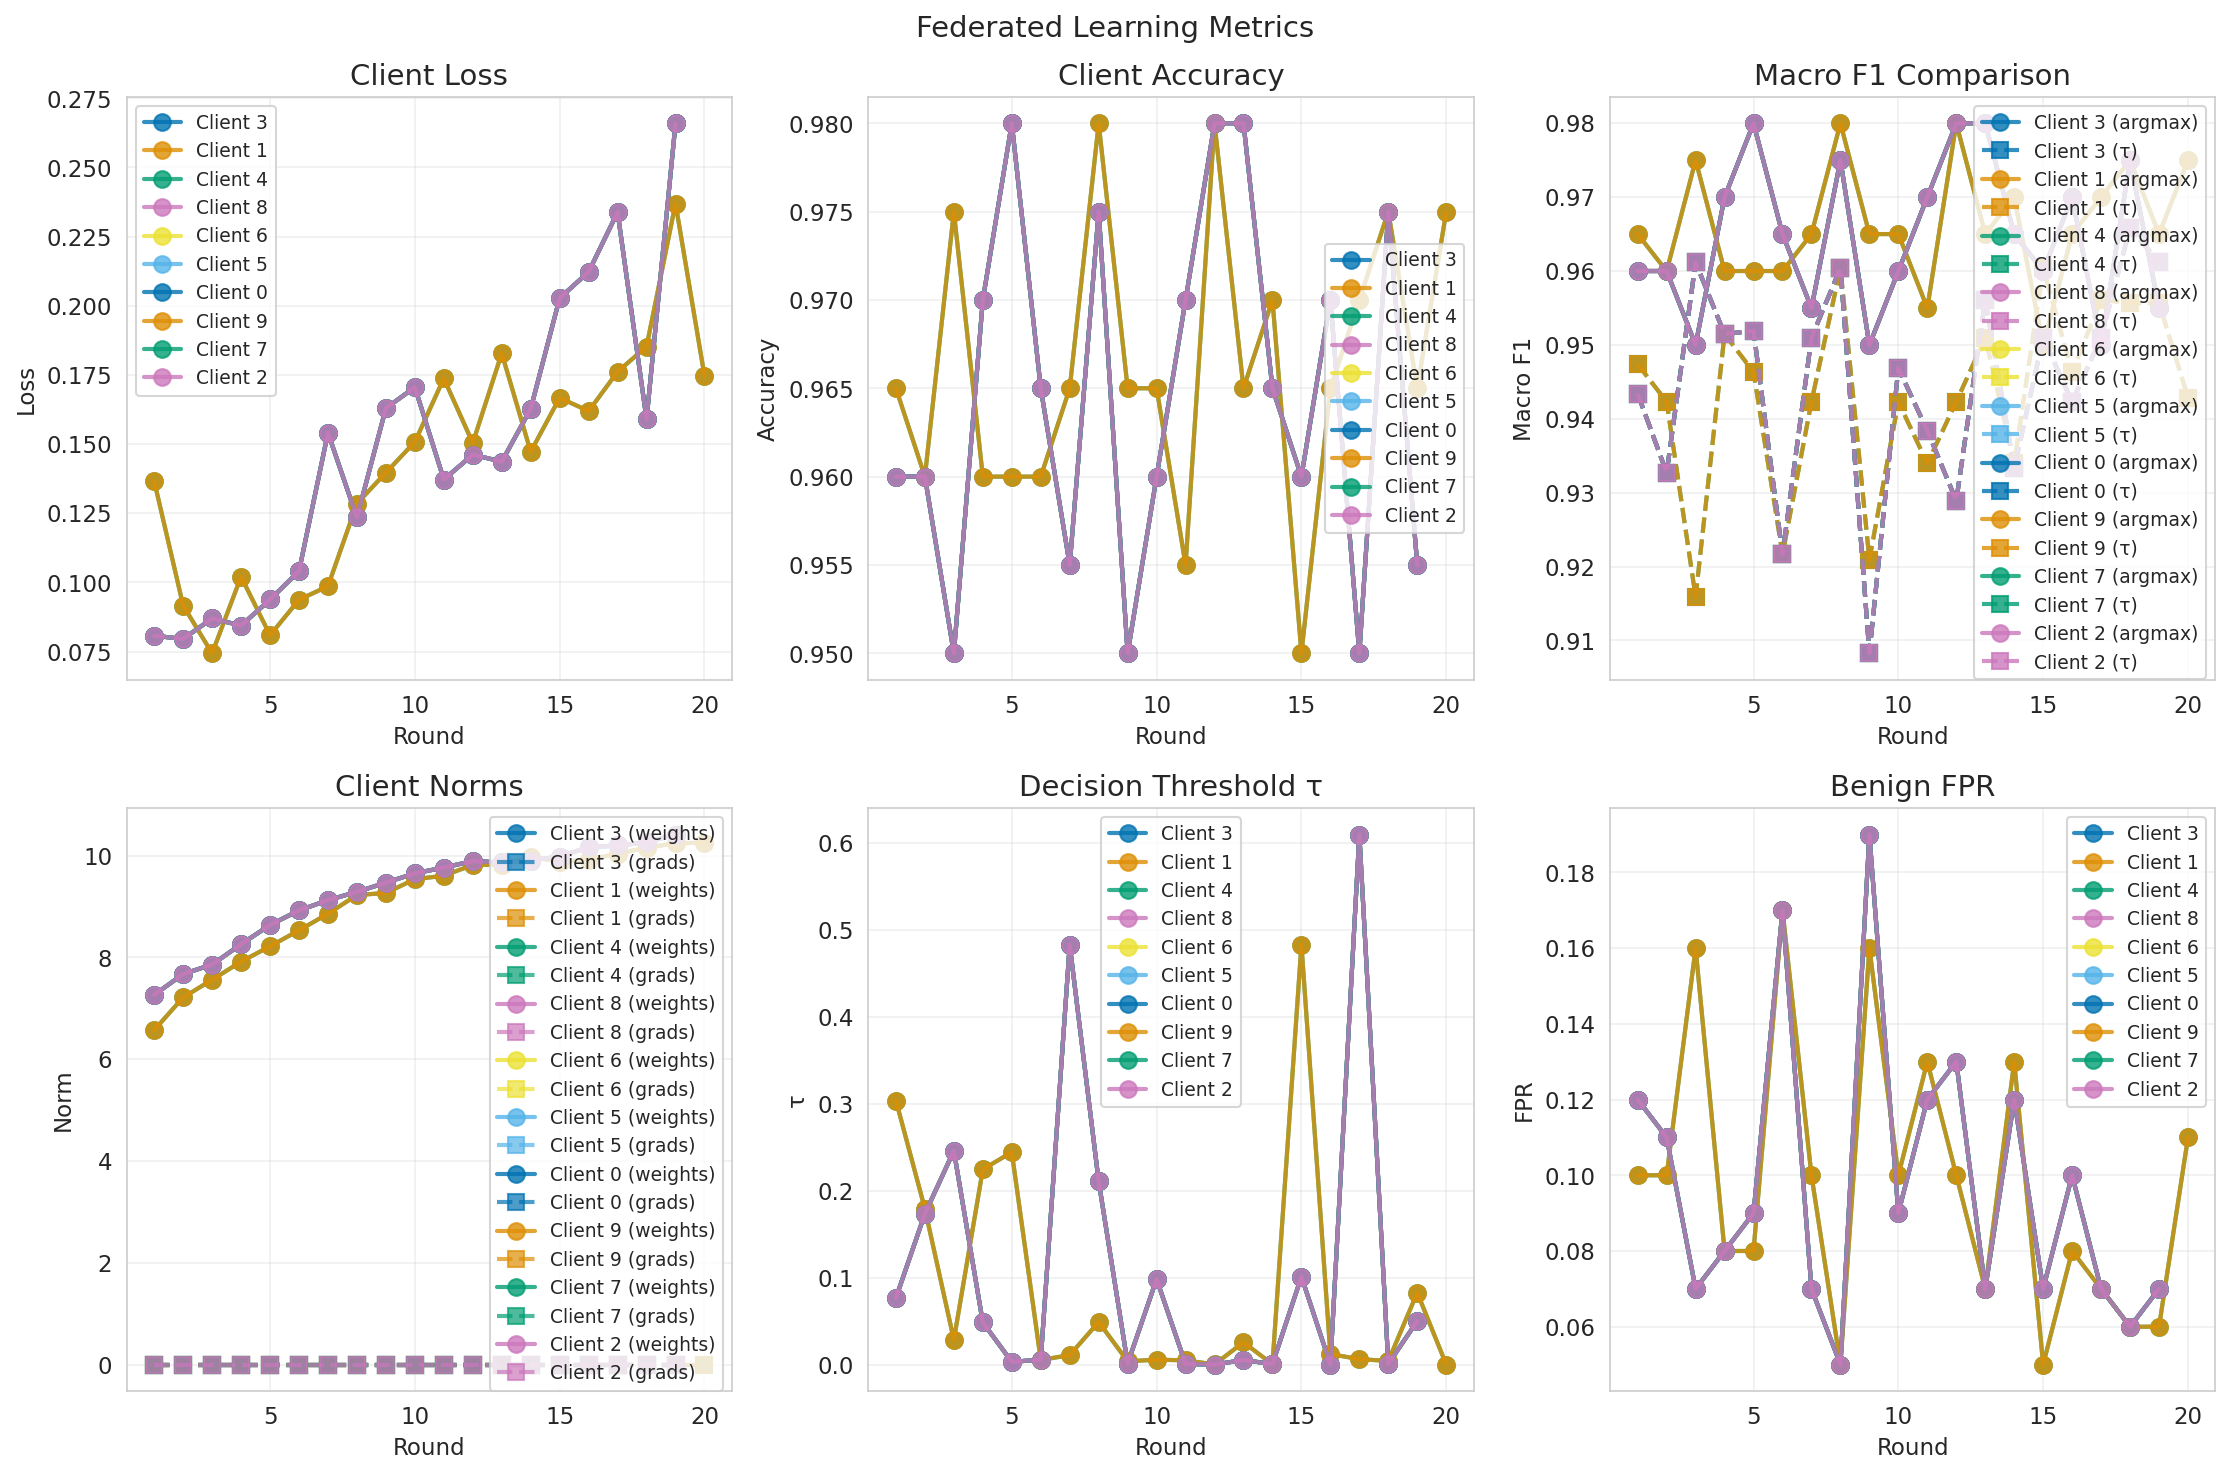 Federated Learning Metrics
Client Loss
0.275
0.250
0.225
0.200
0.175
0.150
0.125
0.100
0.075
Loss
Client 3
Client 1
Client 4
Client 8
Client 6
Client 5
Client 0
Client 9
Client 7
Client 2
5
10
15
20
Round
Client Accuracy
0.980
0.975
0.970
0.965
0.960
0.955
0.950
Accuracy
Client 3
Client 1
Client 4
Client 8
Client 6
Client 5
Client 0
Client 9
Client 7
Client 2
5
10
15
20
Round
Macro F1 Comparison
0.98
0.97
0.96
0.95
0.94
0.93
0.92
0.91
Macro F1
Client 3 (argmax)
Client 3 (τ)
Client 1 (argmax)
Client 1 (τ)
Client 4 (argmax)
Client 4 (τ)
Client 8 (argmax)
Client 8 (τ)
Client 6 (argmax)
Client 6 (τ)
Client 5 (argmax)
Client 5 (τ)
Client 0 (argmax)
Client 0 (τ)
Client 9 (argmax)
Client 9 (τ)
Client 7 (argmax)
Client 7 (τ)
Client 2 (argmax)
Client 2 (τ)
5
10
15
20
Round
Client Norms
10
8
6
4
2
0
Norm
Client 3 (weights)
Client 3 (grads)
Client 1 (weights)
Client 1 (grads)
Client 4 (weights)
Client 4 (grads)
Client 8 (weights)
Client 8 (grads)
Client 6 (weights)
Client 6 (grads)
Client 5 (weights)
Client 5 (grads)
Client 0 (weights)
Client 0 (grads)
Client 9 (weights)
Client 9 (grads)
Client 7 (weights)
Client 7 (grads)
Client 2 (weights)
Client 2 (grads)
5
10
15
20
Round
Decision Threshold τ
0.6
0.5
0.4
0.3
0.2
0.1
0.0
τ
Client 3
Client 1
Client 4
Client 8
Client 6
Client 5
Client 0
Client 9
Client 7
Client 2
5
10
15
20
Round
Benign FPR
0.18
0.16
0.14
0.12
0.10
0.08
0.06
FPR
Client 3
Client 1
Client 4
Client 8
Client 6
Client 5
Client 0
Client 9
Client 7
Client 2
5
10
15
20
Round